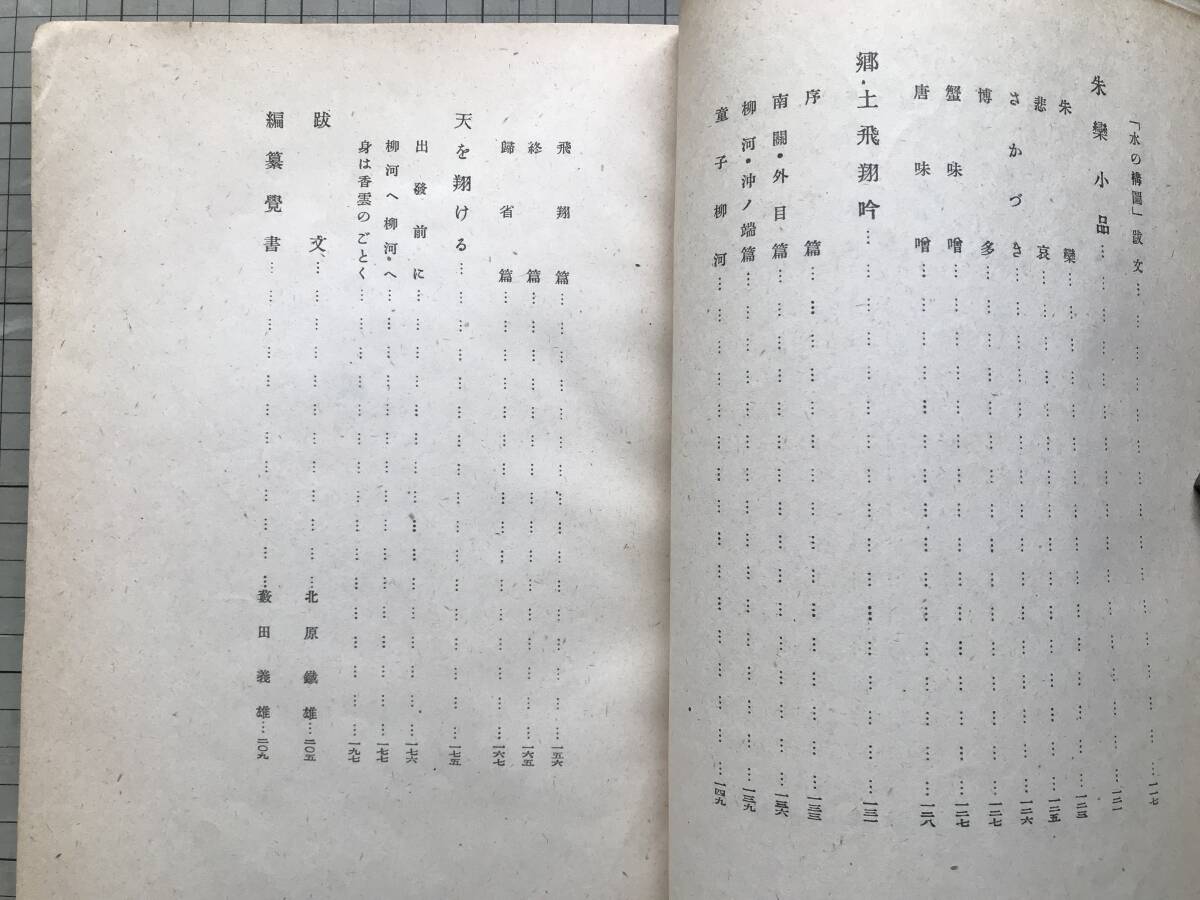 「水の構圖」跋文……一一七
朱欒小品……一二一
朱欒……一二三
悲哀……一二五
さかづき……一二六
博多……一二七
蟹味噌……一二七
唐味噌……一二八
郷・土飛翔吟……一三一
序篇……一三三
南關・外目篇……一三六
柳河・沖ノ端篇……一三九
童子柳河……一四九
飛翔篇……一五六
終篇……一六五
歸省篇……一六七
天を翔ける……一七五
出發前に……一七六
柳河へ柳河へ……一七七
身は香雲のごとく……一九七
跋文……北原鐵雄……二〇五
編纂覺書……藪田義雄……二〇九